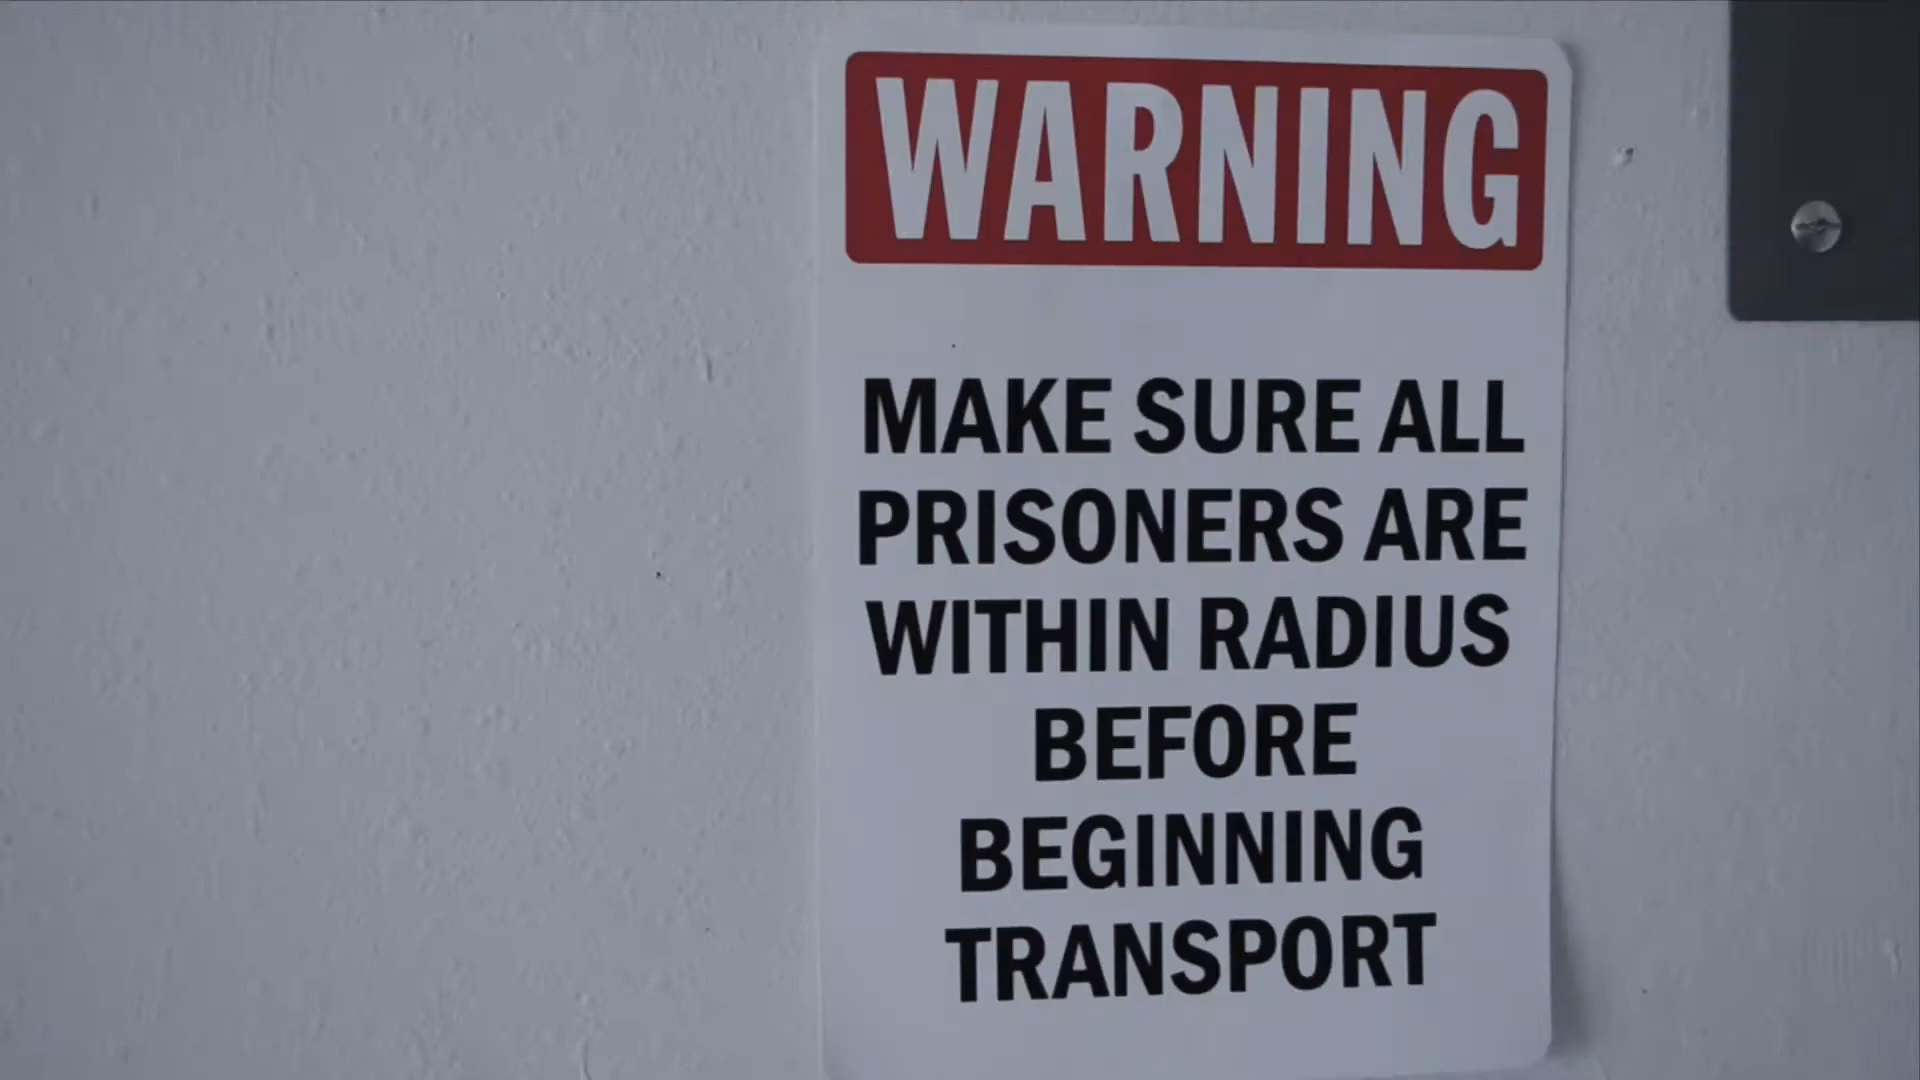 WARNING
MAKE SURE ALL
PRISONERS ARE
WITHIN RADIUS
BEFORE
BEGINNING
TRANSPORT